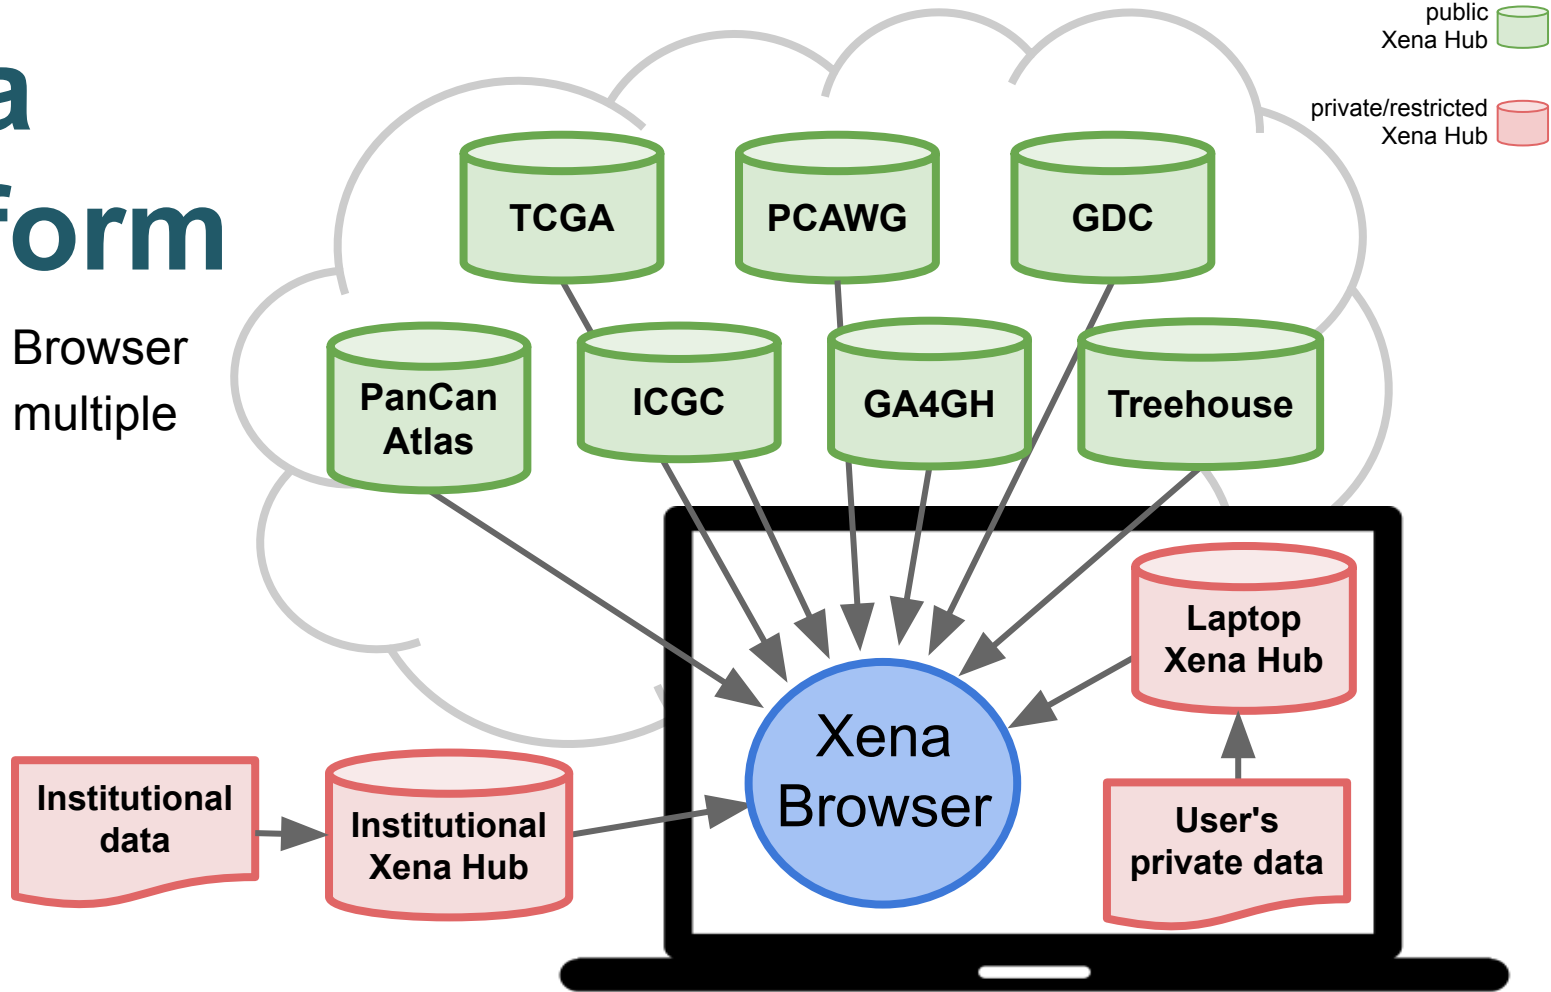 a
form
Browser
multiple
public
Xena Hub
private/restricted
Xena Hub
TCGA
PCAWG
GDC
PanCan
Atlas
ICGC
GA4GH
Treehouse
Laptop
Xena Hub
Xena
Browser
User's
private data
Institutional
data
Institutional
Xena Hub